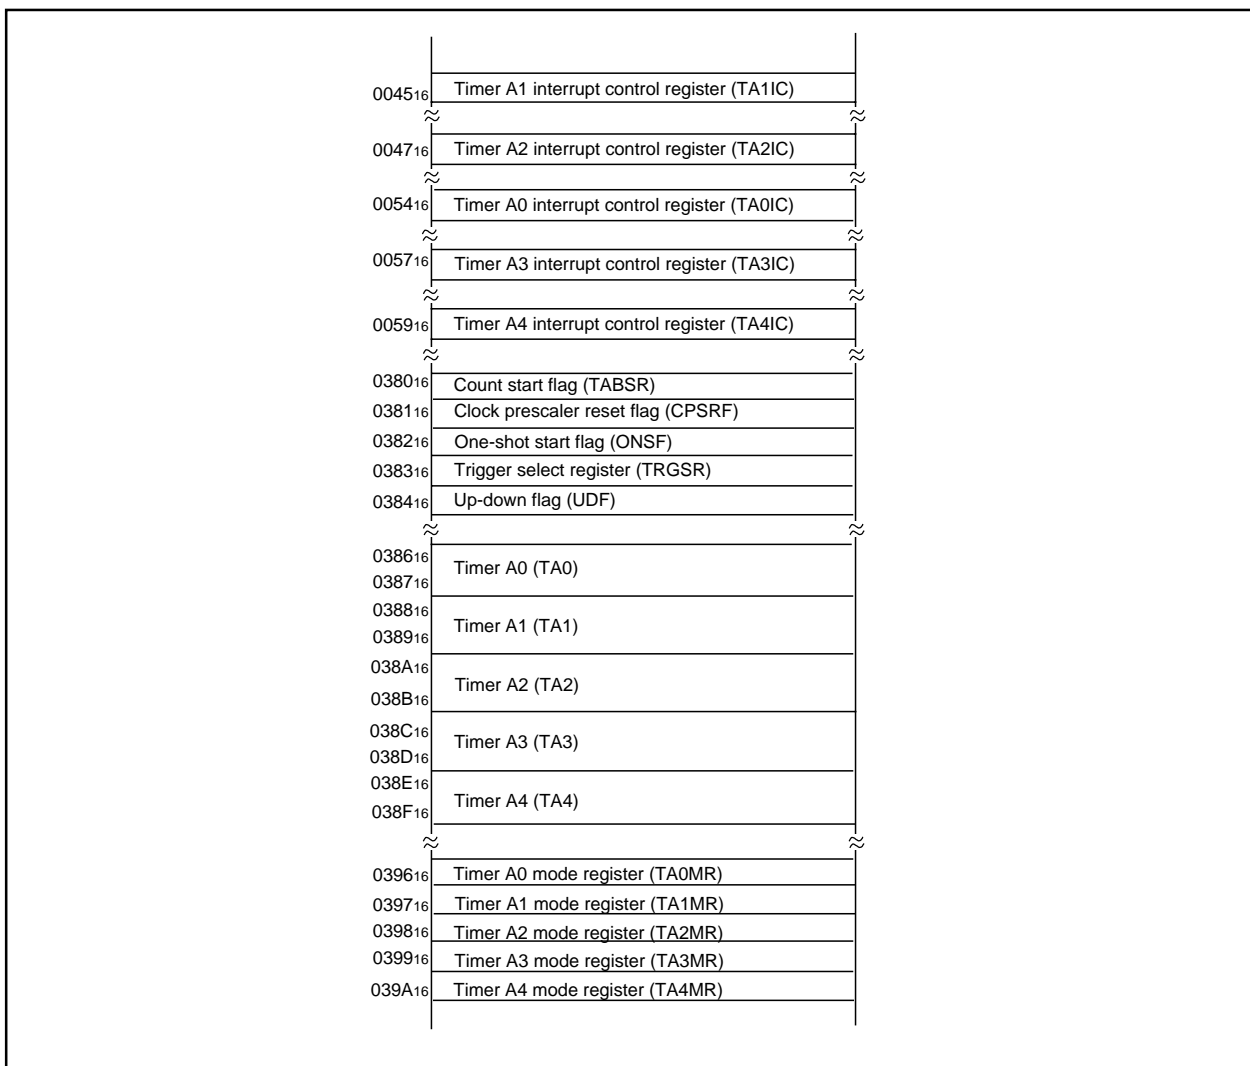 004516 Timer A1 interrupt control register (TA1IC)
004716 Timer A2 interrupt control register (TA2IC)
005416 Timer A0 interrupt control register (TA0IC)
005716 Timer A3 interrupt control register (TA3IC)
005916 Timer A4 interrupt control register (TA4IC)
038016 Count start flag (TABSR)
038116 Clock prescaler reset flag (CPSRF)
038216 One-shot start flag (ONSF)
038316 Trigger select register (TRGSR)
038416 Up-down flag (UDF)
038616
Timer A0 (TA0)
038716
038816
Timer A1 (TA1)
038916
038A16
Timer A2 (TA2)
038B16
038C16
Timer A3 (TA3)
038D16
038E16
Timer A4 (TA4)
038F16
039616 Timer A0 mode register (TA0MR)
039716 Timer A1 mode register (TA1MR)
039816 Timer A2 mode register (TA2MR)
039916 Timer A3 mode register (TA3MR)
039A16 Timer A4 mode register (TA4MR)